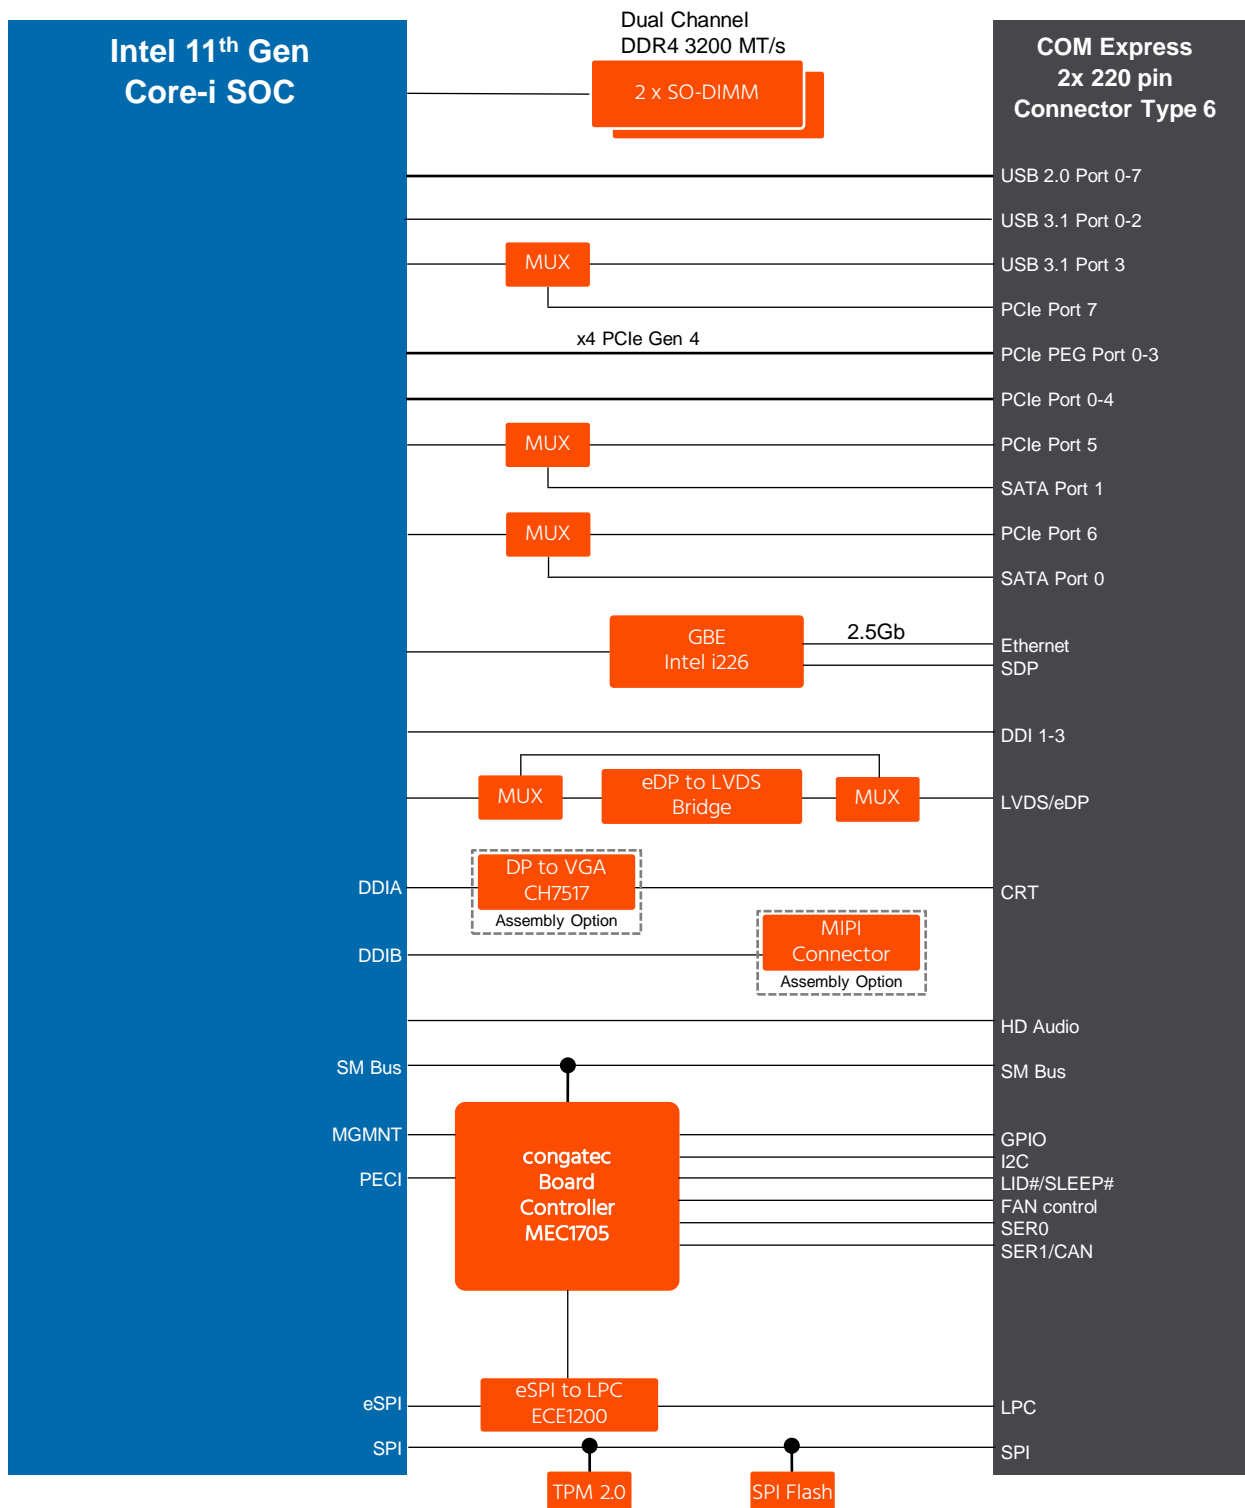 Intel 11th Gen
Core-i SOC
Dual Channel
DDR4 3200 MT/s
2 x SO-DIMM
COM Express
2x 220 pin
Connector Type 6
USB 2.0 Port 0-7
USB 3.1 Port 0-2
MUX
USB 3.1 Port 3
PCIe Port 7
x4 PCIe Gen 4
PCIe PEG Port 0-3
PCIe Port 0-4
MUX
PCIe Port 5
SATA Port 1
MUX
PCIe Port 6
SATA Port 0
GBE
Intel i226
2.5Gb
Ethernet
SDP
DDI 1-3
MUX
eDP to LVDS
Bridge
MUX
LVDS/eDP
DDIA
DP to VGA
CH7517
Assembly Option
CRT
DDIB
MIPI
Connector
Assembly Option
HD Audio
SM Bus
SM Bus
MGMNT
PECI
congatec
Board
Controller
MEC1705
GPIO
I2C
LID#/SLEEP#
FAN control
SER0
SER1/CAN
eSPI
eSPI to LPC
ECE1200
LPC
SPI
SPI
TPM 2.0
SPI Flash